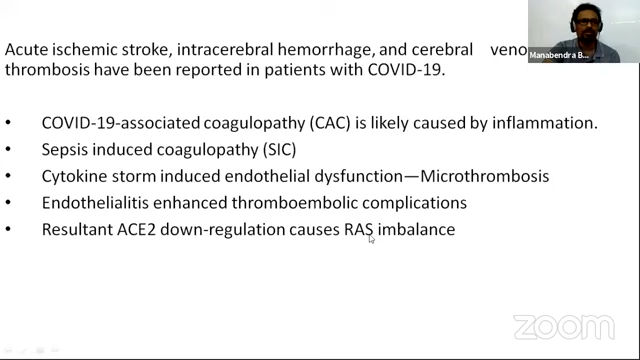 Acute ischemic stroke, intracerebral hemorrhage, and cerebral veno
thrombosis have been reported in patients with COVID-19.
• COVID-19-associated coagulopathy (CAC) is likely caused by inflammation.
• Sepsis induced coagulopathy (SIC)
• Cytokine storm induced endothelial dysfunction—Microthrombosis
• Endothelialitis enhanced thromboembolic complications
• Resultant ACE2 down-regulation causes RAS imbalance
Manabendra B...
zoom